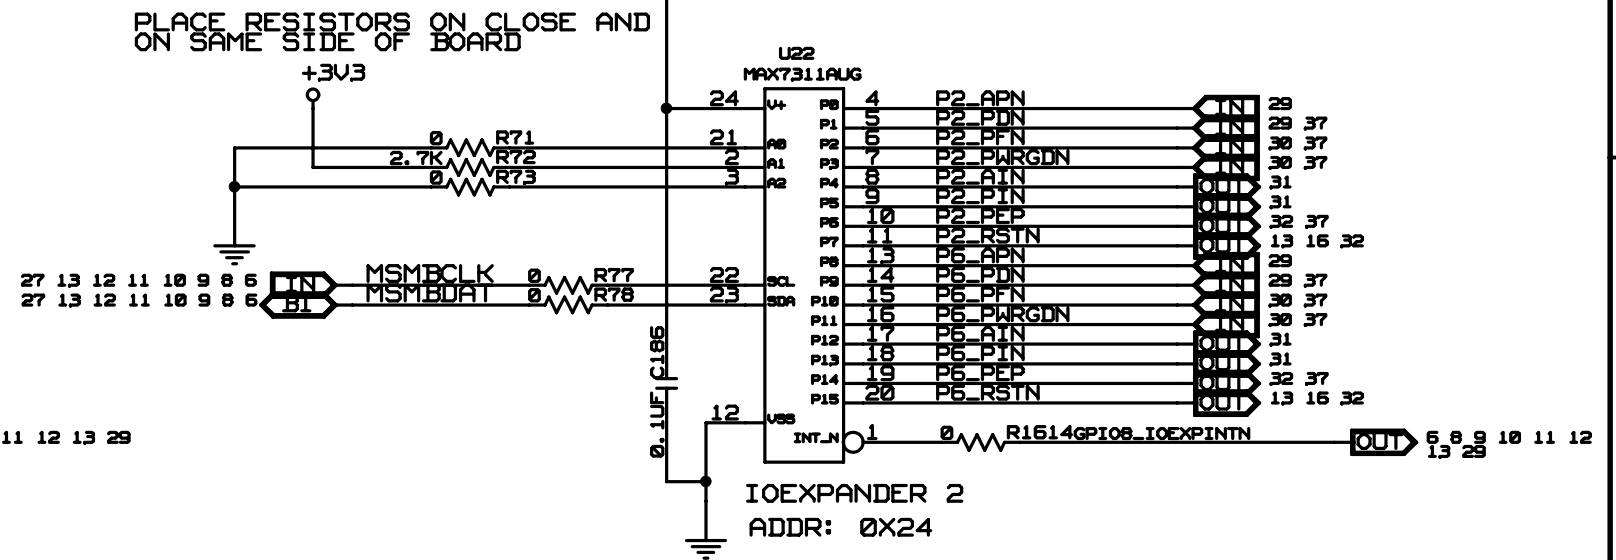 PLACE RESISTORS ON CLOSE AND
ON SAME SIDE OF BOARD
+3V3
U22
MAX7311AUG
24 V+ P0 4 P2_APN IN 29
P1 5 P2_PDN IN 29 37
0 R71 21 A0 P2 6 P2_PFN IN 30 37
2.7K R72 2 A1 P3 7 P2_PWRGDN IN 30 37
0 R73 3 A2 P4 8 P2_AIN OUT 31
P5 9 P2_PIN OUT 31
P6 10 P2_PEP OUT 32 37
P7 11 P2_RSTN OUT 13 16 32
P8 13 P6_APN IN 29
27 13 12 11 10 9 8 6 IN MSMBCLK 0 R77 22 SCL P9 14 P6_PDN IN 29 37
27 13 12 11 10 9 8 6 BI MSMBDAT 0 R78 23 SDA P10 15 P6_PFN IN 30 37
P11 16 P6_PWRGDN IN 30 37
P12 17 P6_AIN OUT 31
P13 18 P6_PIN OUT 31
P14 19 P6_PEP OUT 32 37
P15 20 P6_RSTN OUT 13 16 32
0.1UF C186
12 VSS
11 12 13 29
INT_N 1 0 R1614 GPIO8_IOEXPINTN OUT 6 8 9 10 11 12
13 29
IOEXPANDER 2
ADDR: 0X24